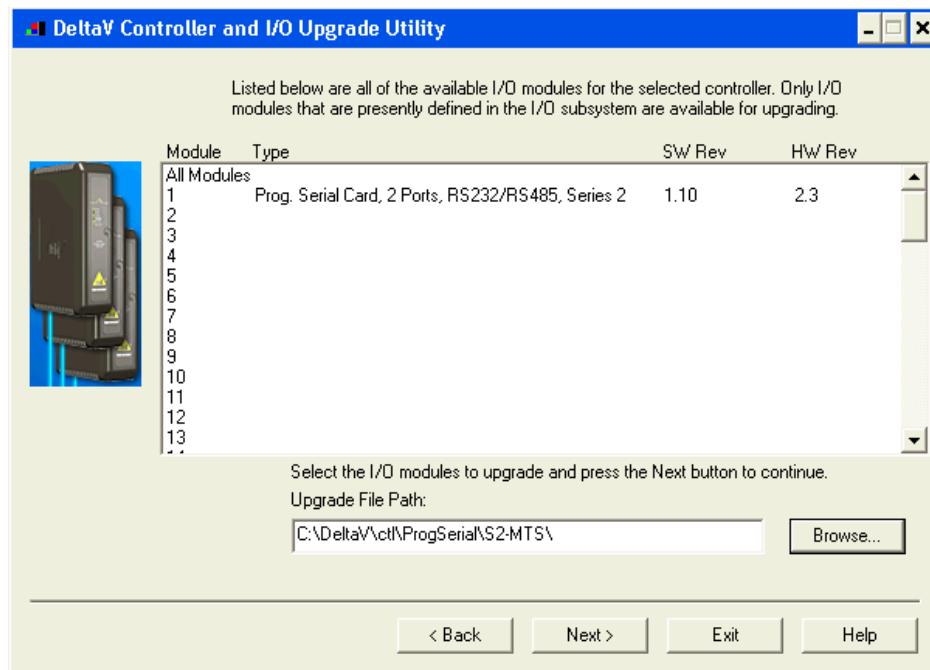 DeltaV Controller and I/O Upgrade Utility
Listed below are all of the available I/O modules for the selected controller. Only I/O
modules that are presently defined in the I/O subsystem are available for upgrading.
Module Type SW Rev HW Rev
All Modules
1 Prog. Serial Card, 2 Ports, RS232/RS485, Series 2 1.10 2.3
2
3
4
5
6
7
8
9
10
11
12
13
Select the I/O modules to upgrade and press the Next button to continue.
Upgrade File Path:
C:\DeltaV\ctl\ProgSerial\S2-MTS\
Browse...
< Back Next > Exit Help